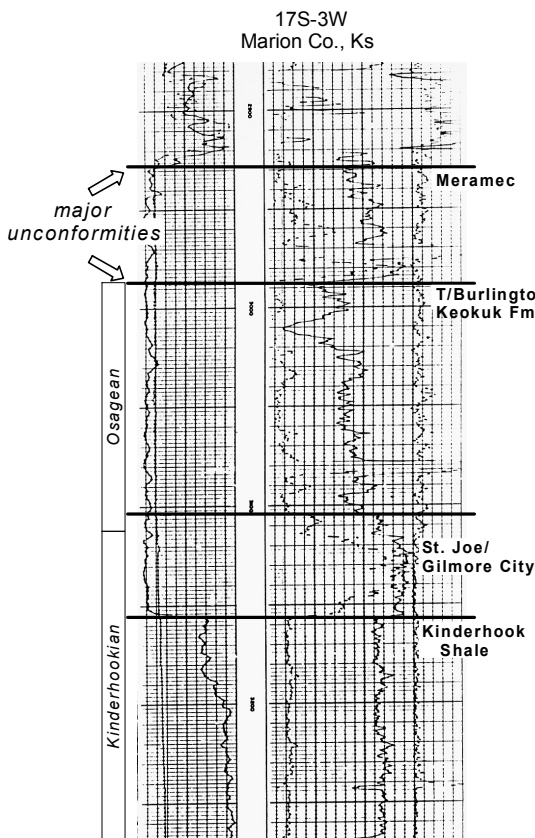 17S-3W
Marion Co., Ks
Meramec
major
unconformities
T/Burlingto
Keokuk Fm
Osagean
St. Joe/
Gilmore City
Kinderhook
Shale
Kinderhookian